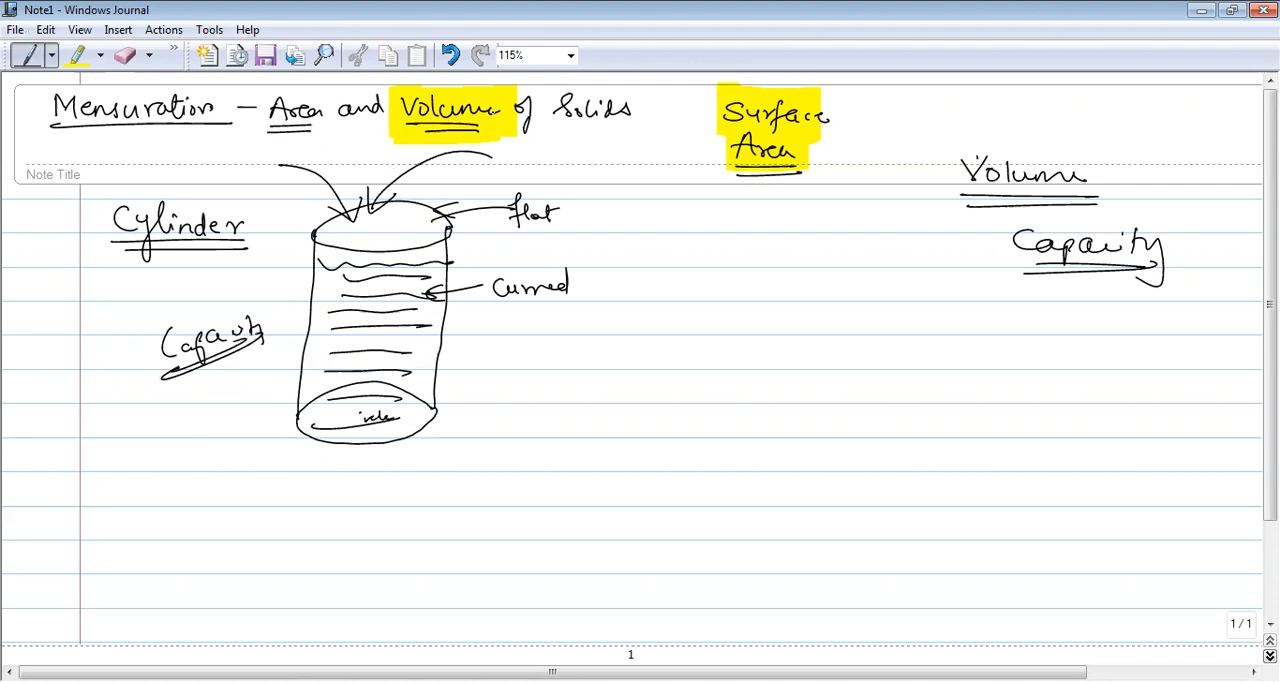 Note1 - Windows Journal
File Edit View Insert Actions Tools Help
115%
Mensuration - Area and Volume of Solids
Surface
Area
Note Title
Volume
Cylinder
flat
Capacity
curved
Capacity
1 / 1
1